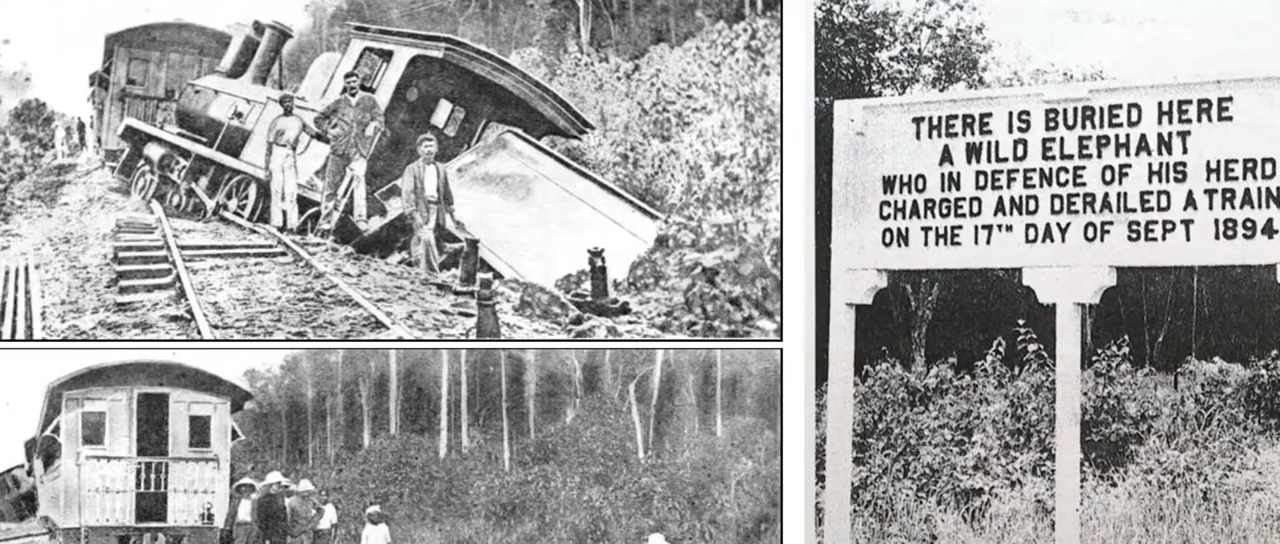 THERE IS BURIED HERE
A WILD ELEPHANT
WHO IN DEFENCE OF HIS HERD
CHARGED AND DERAILED A TRAIN
ON THE 17TH DAY OF SEPT 1894